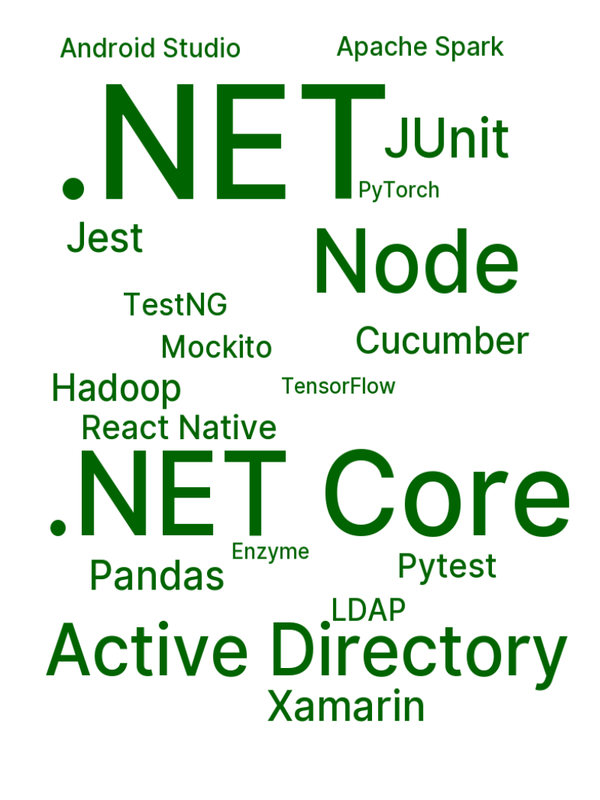 Android Studio
Apache Spark
.NET
JUnit
PyTorch
Jest
Node
TestNG
Mockito
Cucumber
Hadoop
TensorFlow
React Native
.NET Core
Enzyme
Pandas
Pytest
LDAP
Active Directory
Xamarin